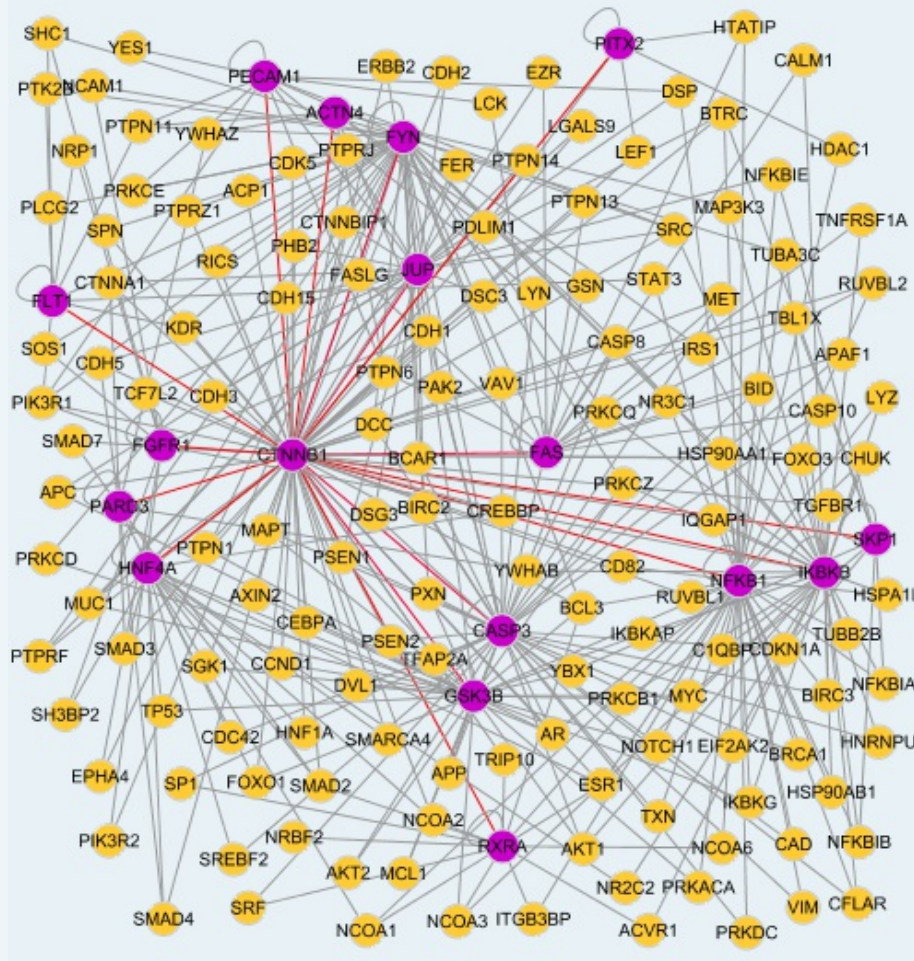 SHC1
YES1
PITX2
HTATIP
PTK2B
NCAM1
PECAM1
ERBB2
CDH2
EZR
CALM1
DSP
ACTN4
LCK
BTRC
PTPN11
YWHAZ
FYN
LGALS9
NRP1
CDK5
PTPRJ
FER
PTPN14
LEF1
HDAC1
NFKBIE
PRKCE
ACP1
PTPN13
MAP3K3
PLCG2
PTPRZ1
CTNNBIP1
PDLIM1
TNFRSF1A
SPN
PHB2
SRC
TUBA3C
RICS
JUP
FASLG
CTNNA1
STAT3
RUVBL2
FLT1
CDH15
DSC3
LYN
GSN
MET
TBL1X
KDR
CDH1
CASP8
SOS1
IRS1
APAF1
CDH5
PTPN6
PIK3R1
TCF7L2
CDH3
PAK2
VAV1
BID
LYZ
PRKCQ
NR3C1
CASP10
SMAD7
FGFR1
CTNNB1
DCC
BCAR1
FAS
HSP90AA1
FOXO3
CHUK
APC
PARD3
PRKCZ
DSG3
BIRC2
CREBBP
IQGAP1
TGFBR1
SKP1
PRKCD
HNF4A
PTPN1
MAPT
PSEN1
YWHAB
CD82
NFKB1
IKBKB
MUC1
AXIN2
PXN
RUVBL1
HSPA1L
CEBPA
BCL3
PTPRF
SMAD3
PSEN2
CASP3
IKBKAP
TUBB2B
SGK1
CCND1
TFAP2A
C1QBP
CDKN1A
YBX1
SH3BP2
TP53
DVL1
GSK3B
PRKCB1
MYC
BIRC3
NFKBIA
CDC42
HNF1A
SMARCA4
AR
NOTCH1
EIF2AK2
BRCA1
HNRNPU
EPHA4
SP1
FOXO1
SMAD2
APP
TRIP10
ESR1
TXN
IKBKG
HSP90AB1
PIK3R2
SREBF2
NRBF2
NCOA2
RXRA
AKT1
NCOA6
CAD
NFKBIB
AKT2
MCL1
NR2C2
PRKACA
SMAD4
SRF
NCOA1
NCOA3
ITGB3BP
ACVR1
PRKDC
VIM
CFLAR